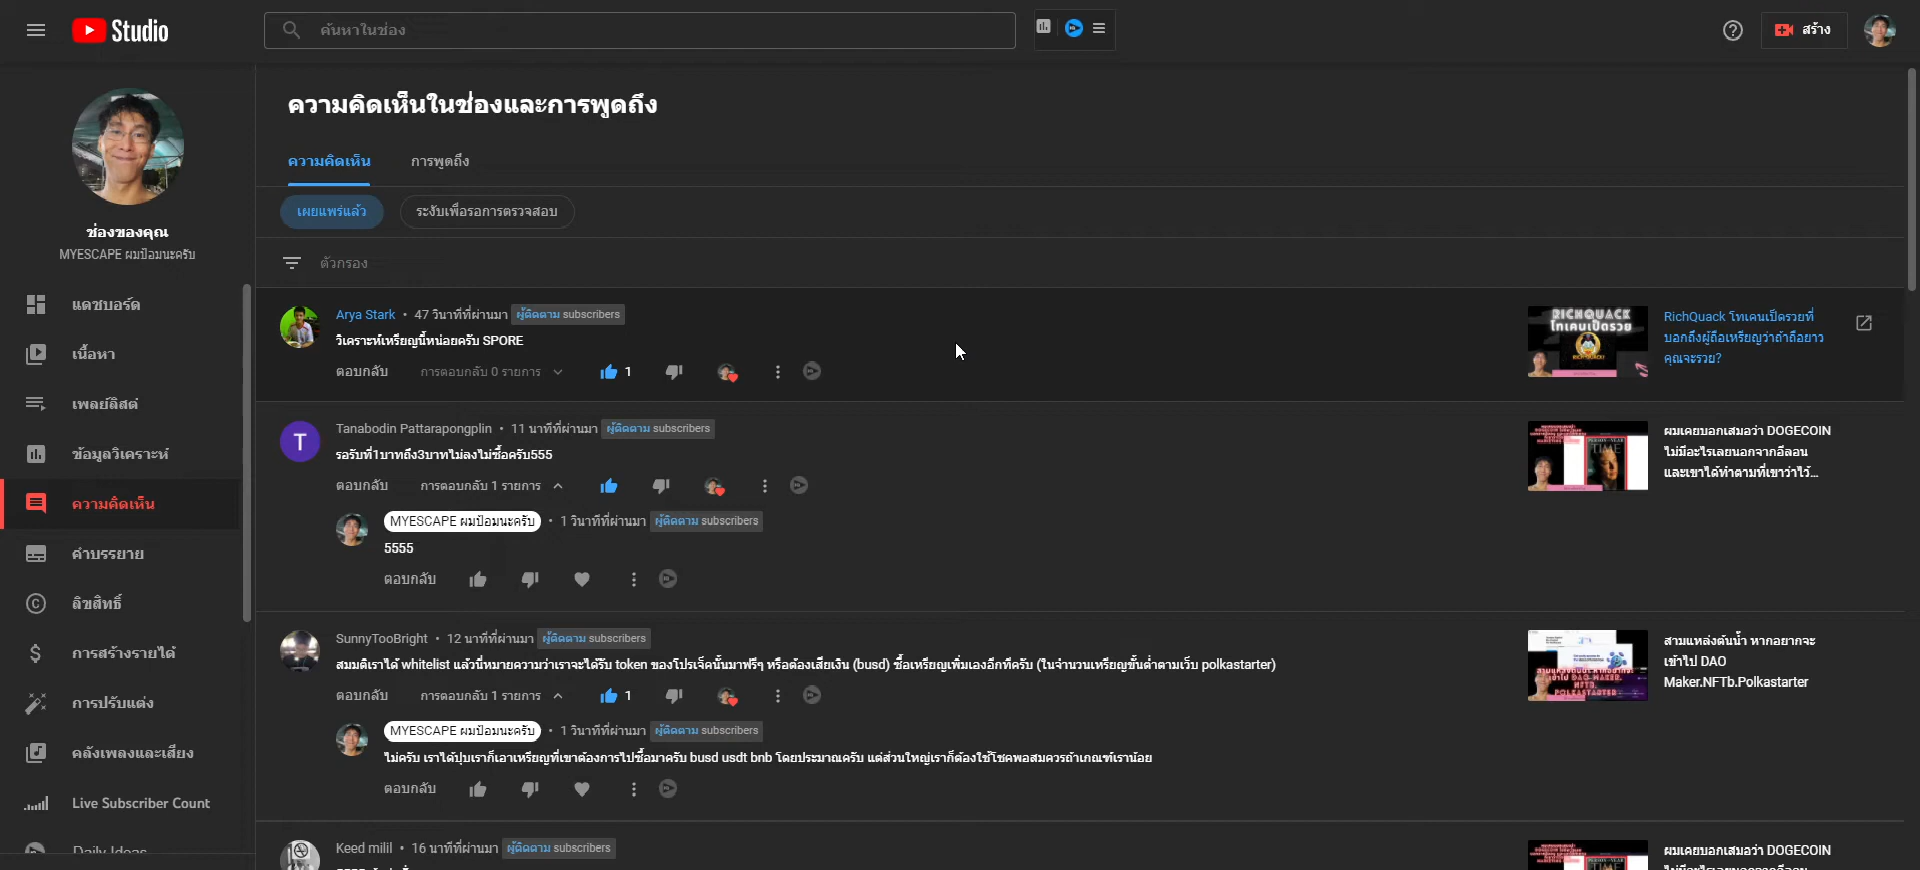 Studio
ค้นหาในช่อง
สร้าง
ช่องของคุณ
MYESCAPE ผมป้อมนะครับ
แดชบอร์ด
เนื้อหา
เพลย์ลิสต์
ข้อมูลวิเคราะห์
ความคิดเห็น
คำบรรยาย
ลิขสิทธิ์
การสร้างรายได้
การปรับแต่ง
คลังเพลงและเสียง
Live Subscriber Count
Daily Ideas
ความคิดเห็นในช่องและการพูดถึง
ความคิดเห็น การพูดถึง
เผยแพร่แล้ว ระงับเพื่อรอการตรวจสอบ
ตัวกรอง
Arya Stark • 47 วินาทีที่ผ่านมา ผู้ติดตาม subscribers
วิเคราะห์เหรียญนี้หน่อยครับ SPORE
ตอบกลับ การตอบกลับ 0 รายการ 1
RICHQUACK
โทเคนเปิดรวย
RichQuack โทเคนเป็ดรวยที่
บอกถึงผู้ถือเหรียญว่าถ้าถือยาว
คุณจะรวย?
T
Tanabodin Pattarapongplin • 11 นาทีที่ผ่านมา ผู้ติดตาม subscribers
รอรับที่1บาทถึง3บาทไม่ลงไม่ซื้อครับ555
ตอบกลับ การตอบกลับ 1 รายการ
TIME
ผมเคยบอกเสมอว่า DOGECOIN
ไม่มีอะไรเลยนอกจากอีลอน
และเขาได้ทำตามที่เขาว่าไว้...
MYESCAPE ผมป้อมนะครับ • 1 วินาทีที่ผ่านมา ผู้ติดตาม subscribers
5555
ตอบกลับ
SunnyTooBright • 12 นาทีที่ผ่านมา ผู้ติดตาม subscribers
สมมติเราได้ whitelist แล้วนี่หมายความว่าเราจะได้รับ token ของโปรเจ็คนั้นมาฟรีๆ หรือต้องเสียเงิน (busd) ซื้อเหรียญเพิ่มเองอีกทีครับ (ในจำนวนเหรียญขั้นต่ำตามเว็บ polkastarter)
ตอบกลับ การตอบกลับ 1 รายการ 1
สามแหล่งต้นน้ำ หากอยากจะ
เข้าไป DAO
Maker.NFTb.Polkastarter
MYESCAPE ผมป้อมนะครับ • 1 วินาทีที่ผ่านมา ผู้ติดตาม subscribers
ไม่ครับ เราได้ปุบเราก็เอาเหรียญที่เขาต้องการไปซื้อมาครับ busd usdt bnb โดยประมาณครับ แต่ส่วนใหญ่เราก็ต้องใช้โชคพอสมควรถ้าเกณฑ์เราน้อย
ตอบกลับ
Keed milil • 16 นาทีที่ผ่านมา ผู้ติดตาม subscribers
ผมเคยบอกเสมอว่า DOGECOIN